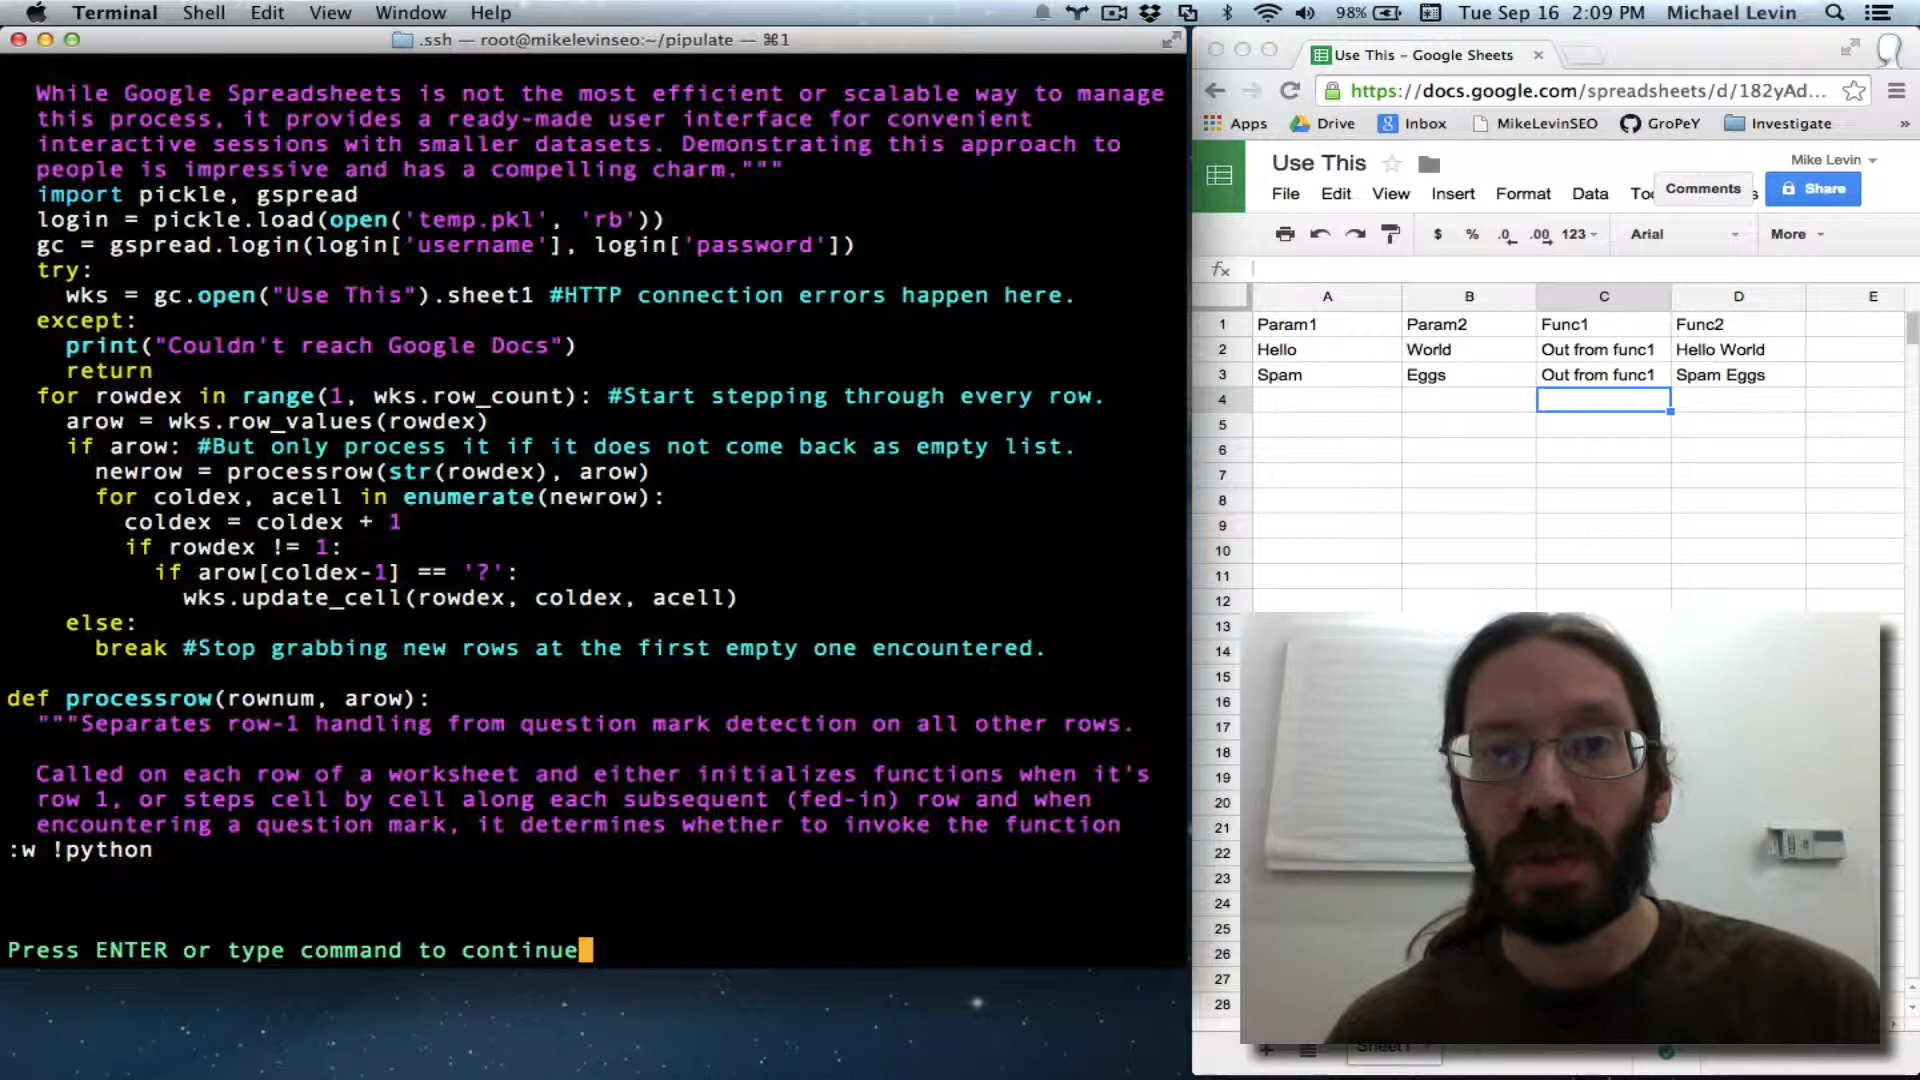 Terminal Shell Edit View Window Help
98% Tue Sep 16 2:09 PM Michael Levin
.ssh — root@mikelevinseo:~/pipulate — ⌘1
While Google Spreadsheets is not the most efficient or scalable way to manage
this process, it provides a ready-made user interface for convenient
interactive sessions with smaller datasets. Demonstrating this approach to
people is impressive and has a compelling charm."""
import pickle, gspread
login = pickle.load(open('temp.pkl', 'rb'))
gc = gspread.login(login['username'], login['password'])
try:
wks = gc.open("Use This").sheet1 #HTTP connection errors happen here.
except:
print("Couldn't reach Google Docs")
return
for rowdex in range(1, wks.row_count): #Start stepping through every row.
arow = wks.row_values(rowdex)
if arow: #But only process it if it does not come back as empty list.
newrow = processrow(str(rowdex), arow)
for coldex, acell in enumerate(newrow):
coldex = coldex + 1
if rowdex != 1:
if arow[coldex-1] == '?':
wks.update_cell(rowdex, coldex, acell)
else:
break #Stop grabbing new rows at the first empty one encountered.
def processrow(rownum, arow):
"""Separates row-1 handling from question mark detection on all other rows.
Called on each row of a worksheet and either initializes functions when it's
row 1, or steps cell by cell along each subsequent (fed-in) row and when
encountering a question mark, it determines whether to invoke the function
:w !python
Press ENTER or type command to continue
Use This - Google Sheets
https://docs.google.com/spreadsheets/d/182yAd...
Apps Drive Inbox MikeLevinSEO GroPeY Investigate »
Use This
Mike Levin
File Edit View Insert Format Data Too s
Comments
Share
$ % .0 .00 123 Arial More
fx
A B C D E
1 Param1 Param2 Func1 Func2
2 Hello World Out from func1 Hello World
3 Spam Eggs Out from func1 Spam Eggs
4
5
6
7
8
9
10
11
12
13
14
15
16
17
18
19
20
21
22
23
24
25
26
27
28
Sheet1